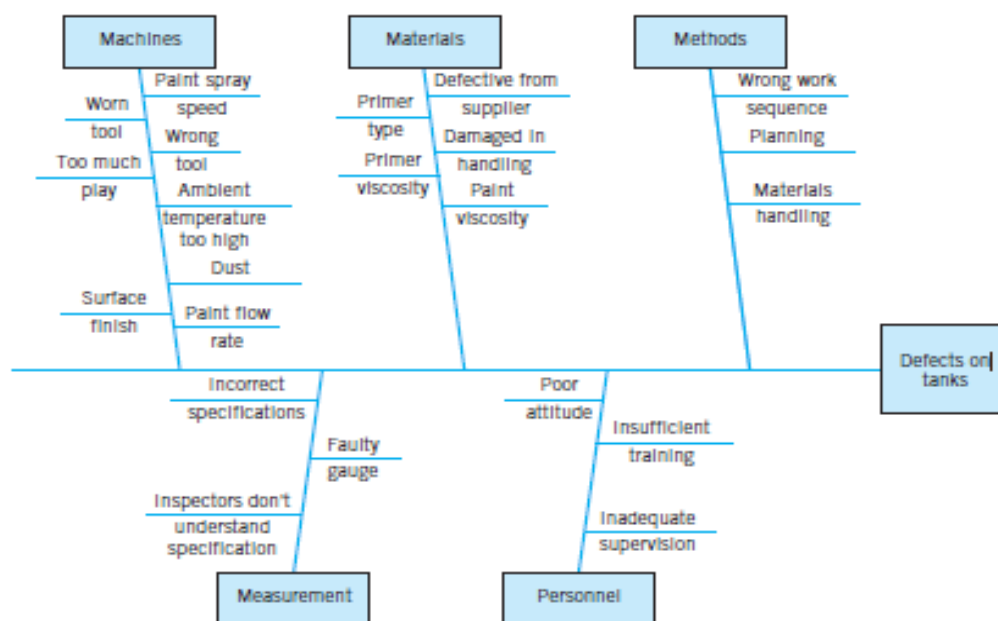 Machines
Materials
Methods
Paint spray
speed
Worn
tool
Wrong
tool
Too much
play
Ambient
temperature
too high
Dust
Surface
finish
Paint flow
rate
Defective from
supplier
Primer
type
Damaged in
handling
Primer
viscosity
Paint
viscosity
Wrong work
sequence
Planning
Materials
handling
Defects on
tanks
Incorrect
specifications
Faulty
gauge
Inspectors don't
understand
specification
Measurement
Poor
attitude
Insufficient
training
Inadequate
supervision
Personnel